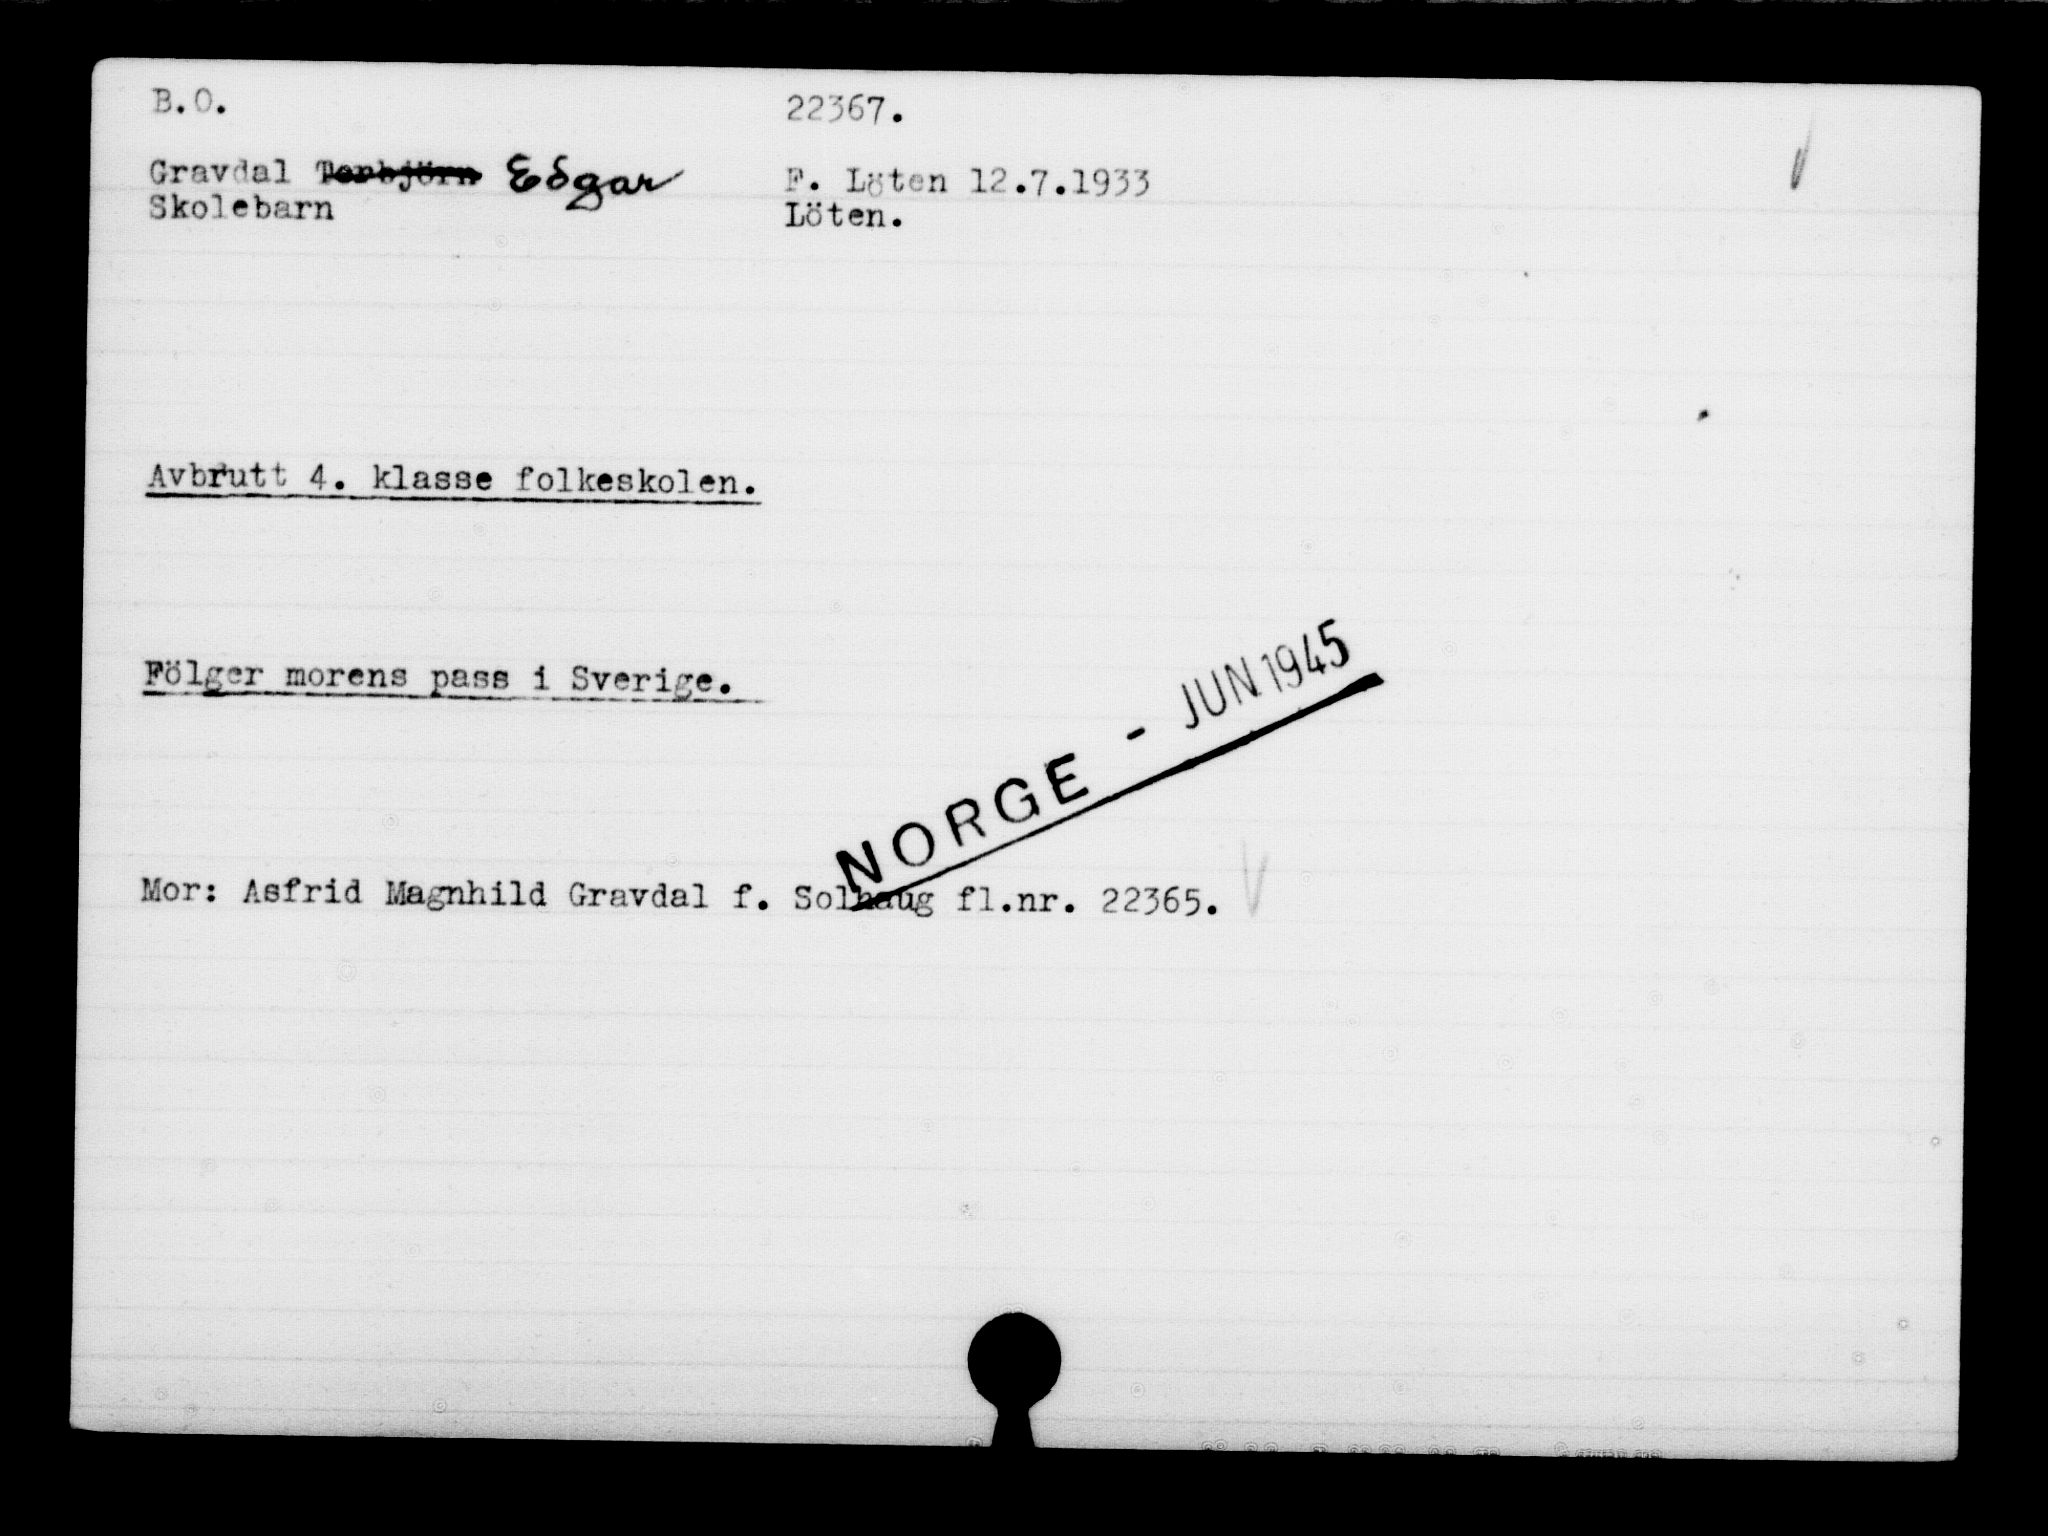 B.O. 22367.
Gravdal Torbjörn Edgar F. Löten 12.7.1933
Skolebarn Löten.
Avbrutt 4. klasse folkeskolen.
Fölger morens pass i Sverige.
NORGE - JUN 1945
Mor: Asfrid Magnhild Gravdal f. Solhaug fl.nr. 22365.